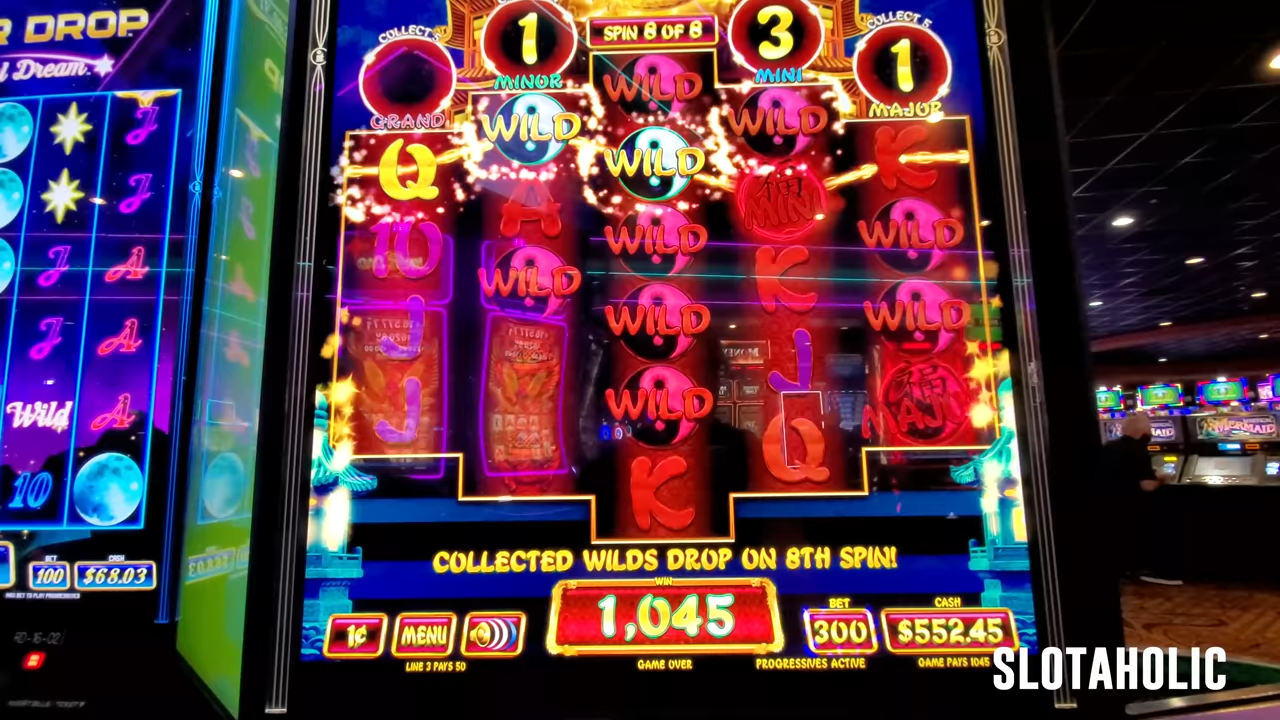 R DROP
l Dream
J
J
J
A
J
A
Wild
A
10
BET
CASH
100
$68.03
COLLECT 5
1
SPIN 8 OF 8
3
COLLECT 5
1
GRAND
MINOR
MINI
MAJOR
WILD
WILD
WILD
Q
WILD
K
A
福
MINI
10
WILD
WILD
WILD
K
J
WILD
WILD
J
J
WILD
福
MAJOR
Q
K
COLLECTED WILDS DROP ON 8TH SPIN!
WIN
BET
CASH
1¢
MENU
1,045
300
$552.45
LINE 3 PAYS 50
GAME OVER
PROGRESSIVES ACTIVE
GAME PAYS 1045
SLOTAHOLIC
MERMAID